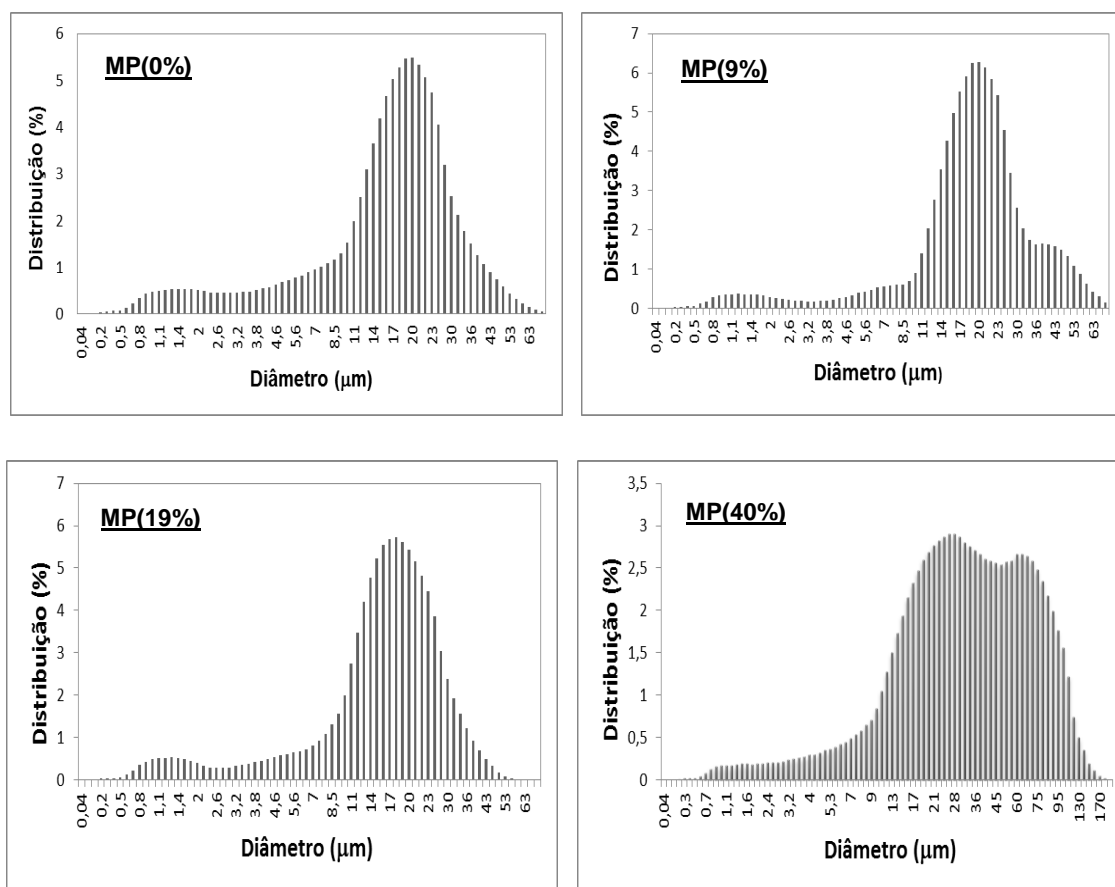 MP(0%)
6
5
4
3
2
1
0
Distribuição (%)
0,04 0,2 0,5 0,8 1,1 1,4 2 2,6 3,2 3,8 4,6 5,6 7 8,5 11 14 17 20 23 30 36 43 53 63
Diâmetro (μm)
MP(9%)
7
6
5
4
3
2
1
0
Distribuição (%)
0,04 0,2 0,5 0,8 1,1 1,4 2 2,6 3,2 3,8 4,6 5,6 7 8,5 11 14 17 20 23 30 36 43 53 63
Diâmetro (μm)
MP(19%)
7
6
5
4
3
2
1
0
Distribuição (%)
0,04 0,2 0,5 0,8 1,1 1,4 2 2,6 3,2 3,8 4,6 5,6 7 8,5 11 14 17 20 23 30 36 43 53 63
Diâmetro (μm)
MP(40%)
3,5
3
2,5
2
1,5
1
0,5
0
Distribuição (%)
0,04 0,3 0,7 1,1 1,8 2,4 3,2 4 5,3 7 9 13 17 21 28 36 45 60 75 95 130 170
Diâmetro (μm)